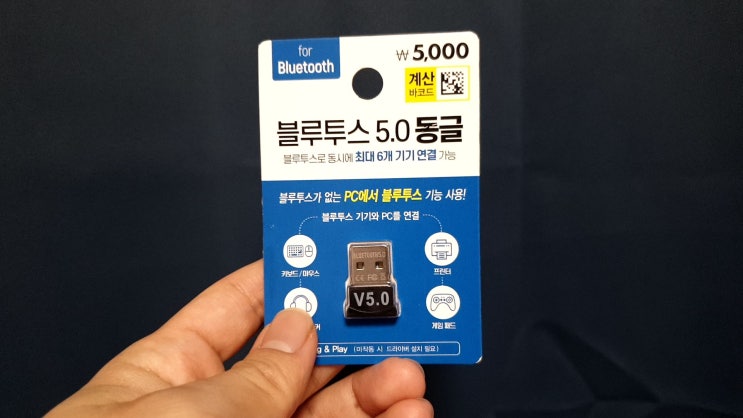 for
Bluetooth
₩ 5,000
계산
바코드
블루투스 5.0 동글
블루투스로 동시에 최대 6개 기기 연결 가능
블루투스가 없는 PC에서 블루투스 기능 사용!
블루투스 기기와 PC를 연결
키보드/마우스
프린터
BLUETOOTH5.0
CE FC
V5.0
게임 패드
& Play (미작동 시 드라이버 설치 필요)